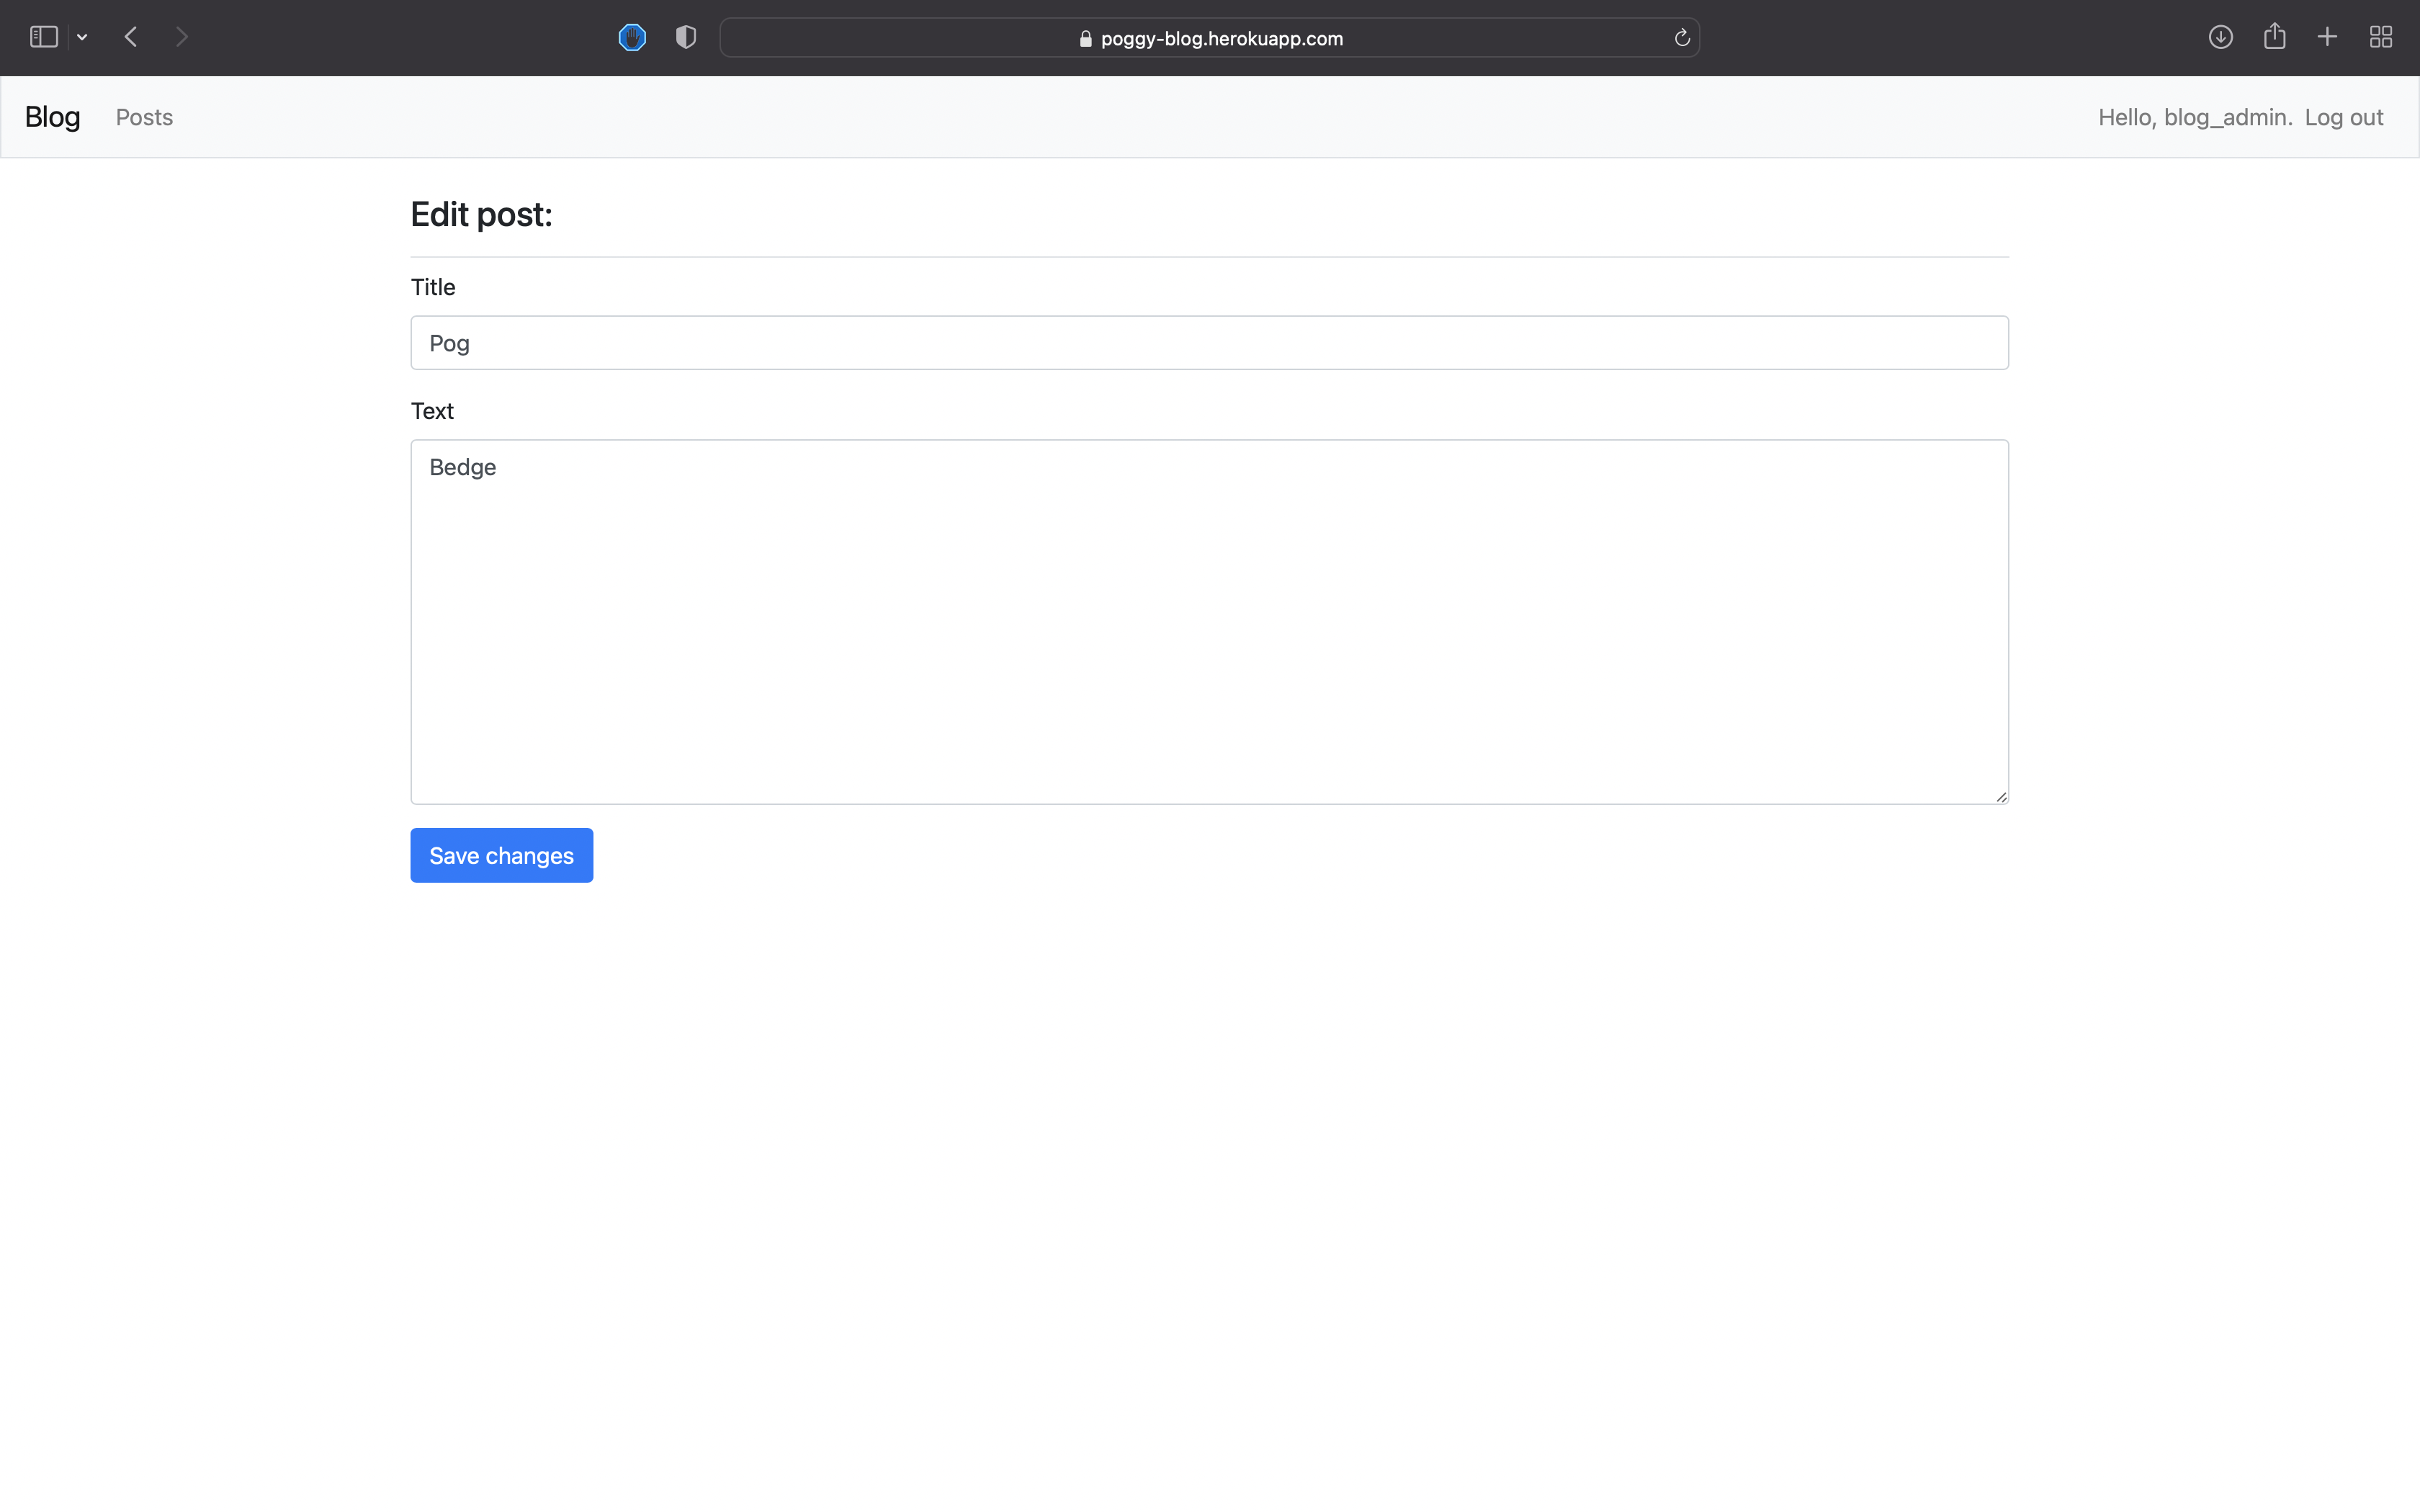 poggy-blog.herokuapp.com
Blog Posts Hello, blog_admin. Log out
Edit post:
Title
Pog
Text
Bedge
Save changes